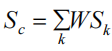 S_c = ∑_k WS_k